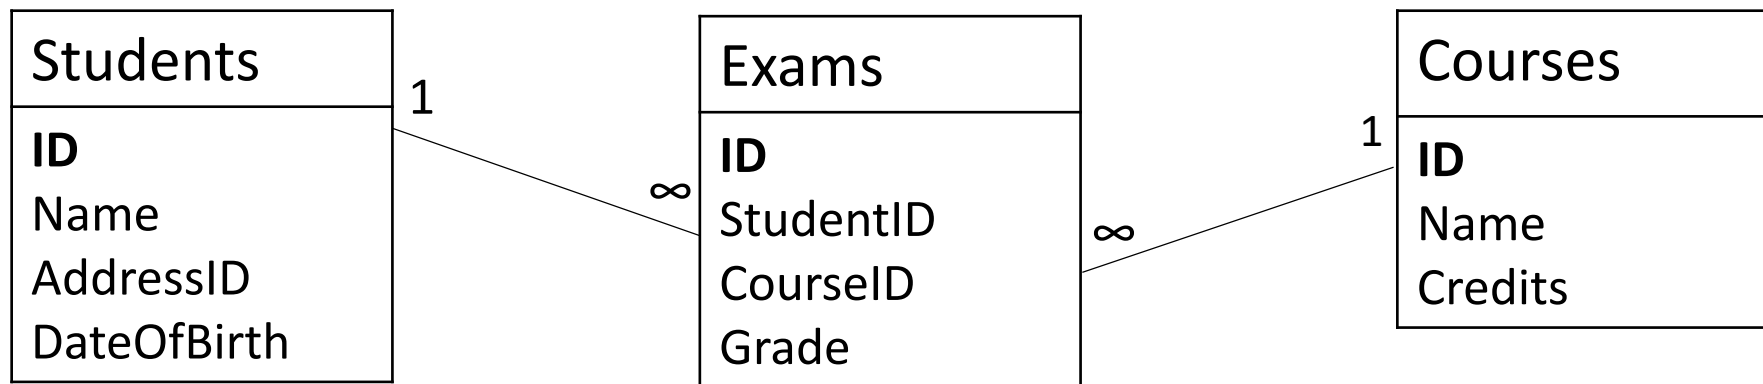 Students
ID
Name
AddressID
DateOfBirth
1
∞
Exams
ID
StudentID
CourseID
Grade
∞
1
Courses
ID
Name
Credits